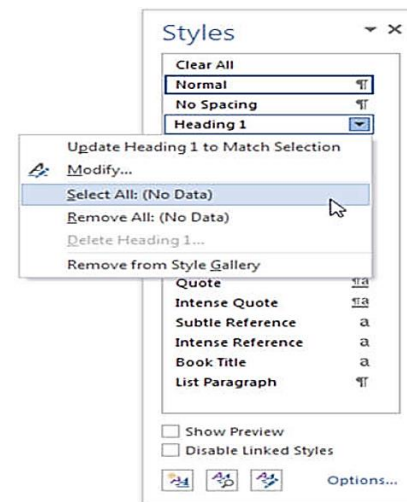 Styles
Clear All
Normal
No Spacing
Heading 1
Update Heading 1 to Match Selection
Modify...
Select All: (No Data)
Remove All: (No Data)
Delete Heading 1...
Remove from Style Gallery
Quote
Intense Quote
Subtle Reference
Intense Reference
Book Title
List Paragraph
Show Preview
Disable Linked Styles
Options...